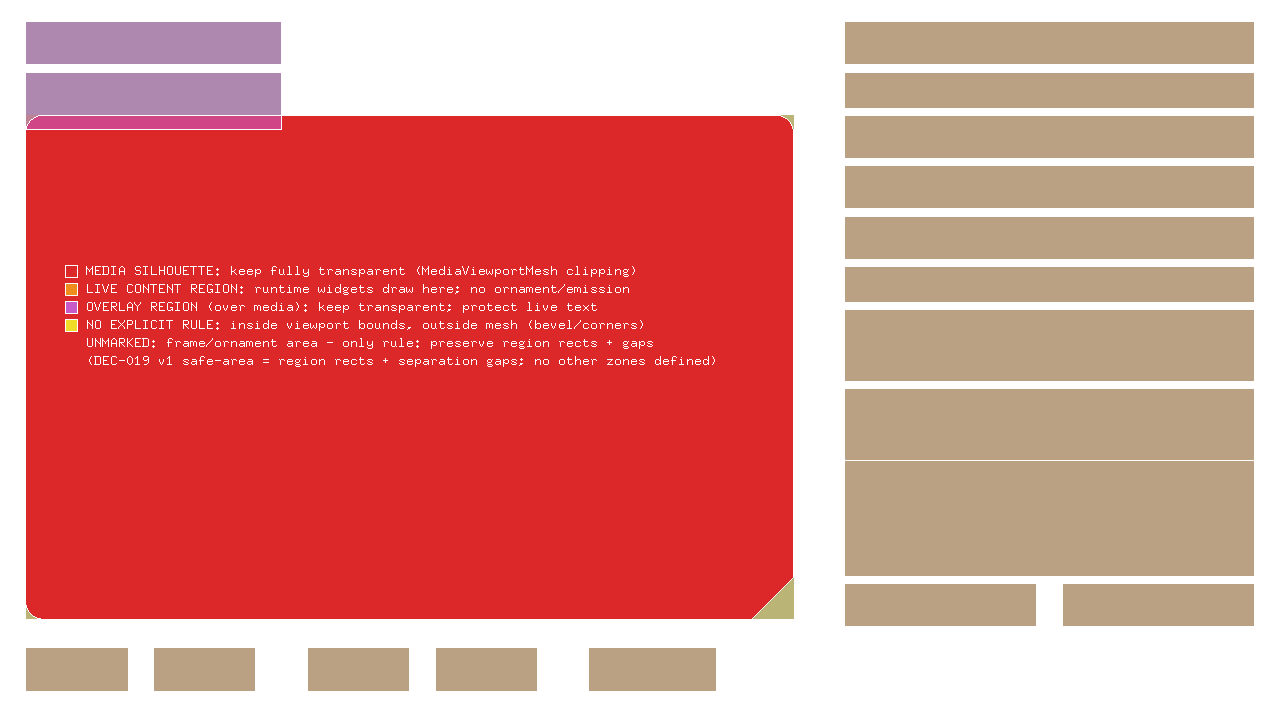 MEDIA SILHOUETTE: keep fully transparent (MediaViewportMesh clipping)
LIVE CONTENT REGION: runtime widgets draw here; no ornament/emission
OVERLAY REGION (over media): keep transparent; protect live text
NO EXPLICIT RULE: inside viewport bounds, outside mesh (bevel/corners)
UNMARKED: frame/ornament area - only rule: preserve region rects + gaps
(DEC-019 v1 safe-area = region rects + separation gaps; no other zones defined)